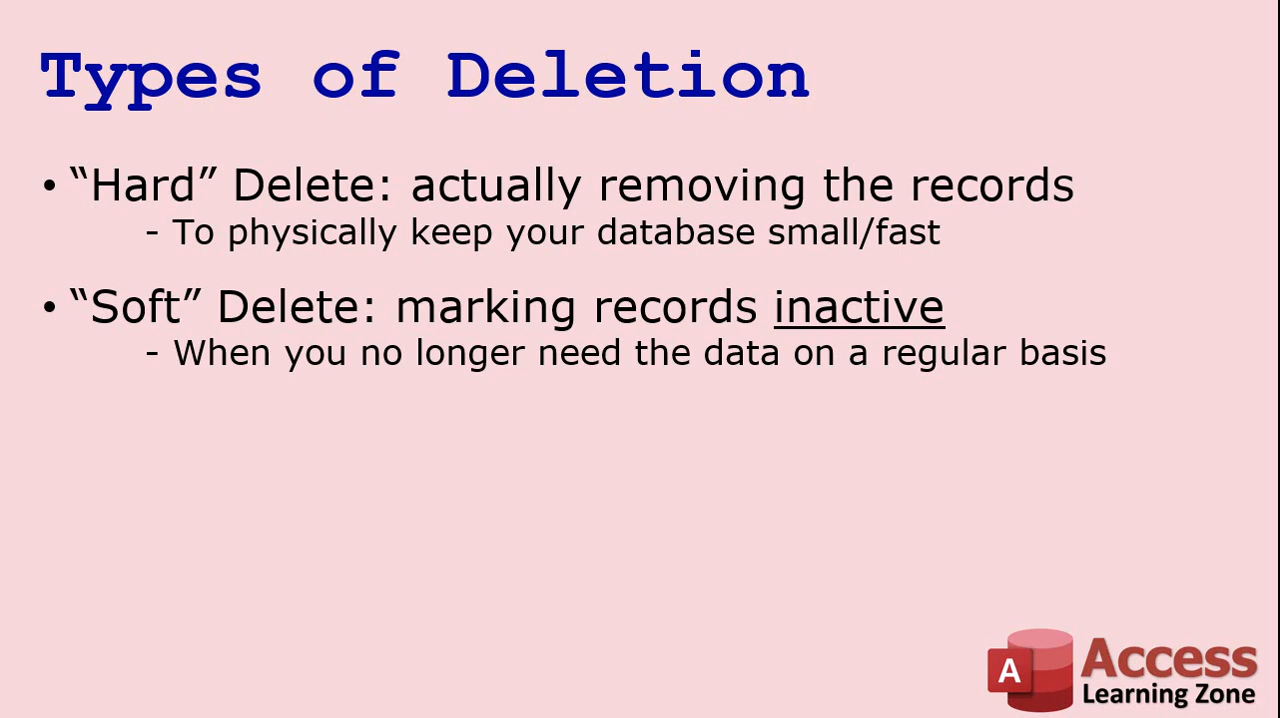 Types of Deletion
• “Hard” Delete: actually removing the records
- To physically keep your database small/fast
• “Soft” Delete: marking records inactive
- When you no longer need the data on a regular basis
A
Access
Learning Zone